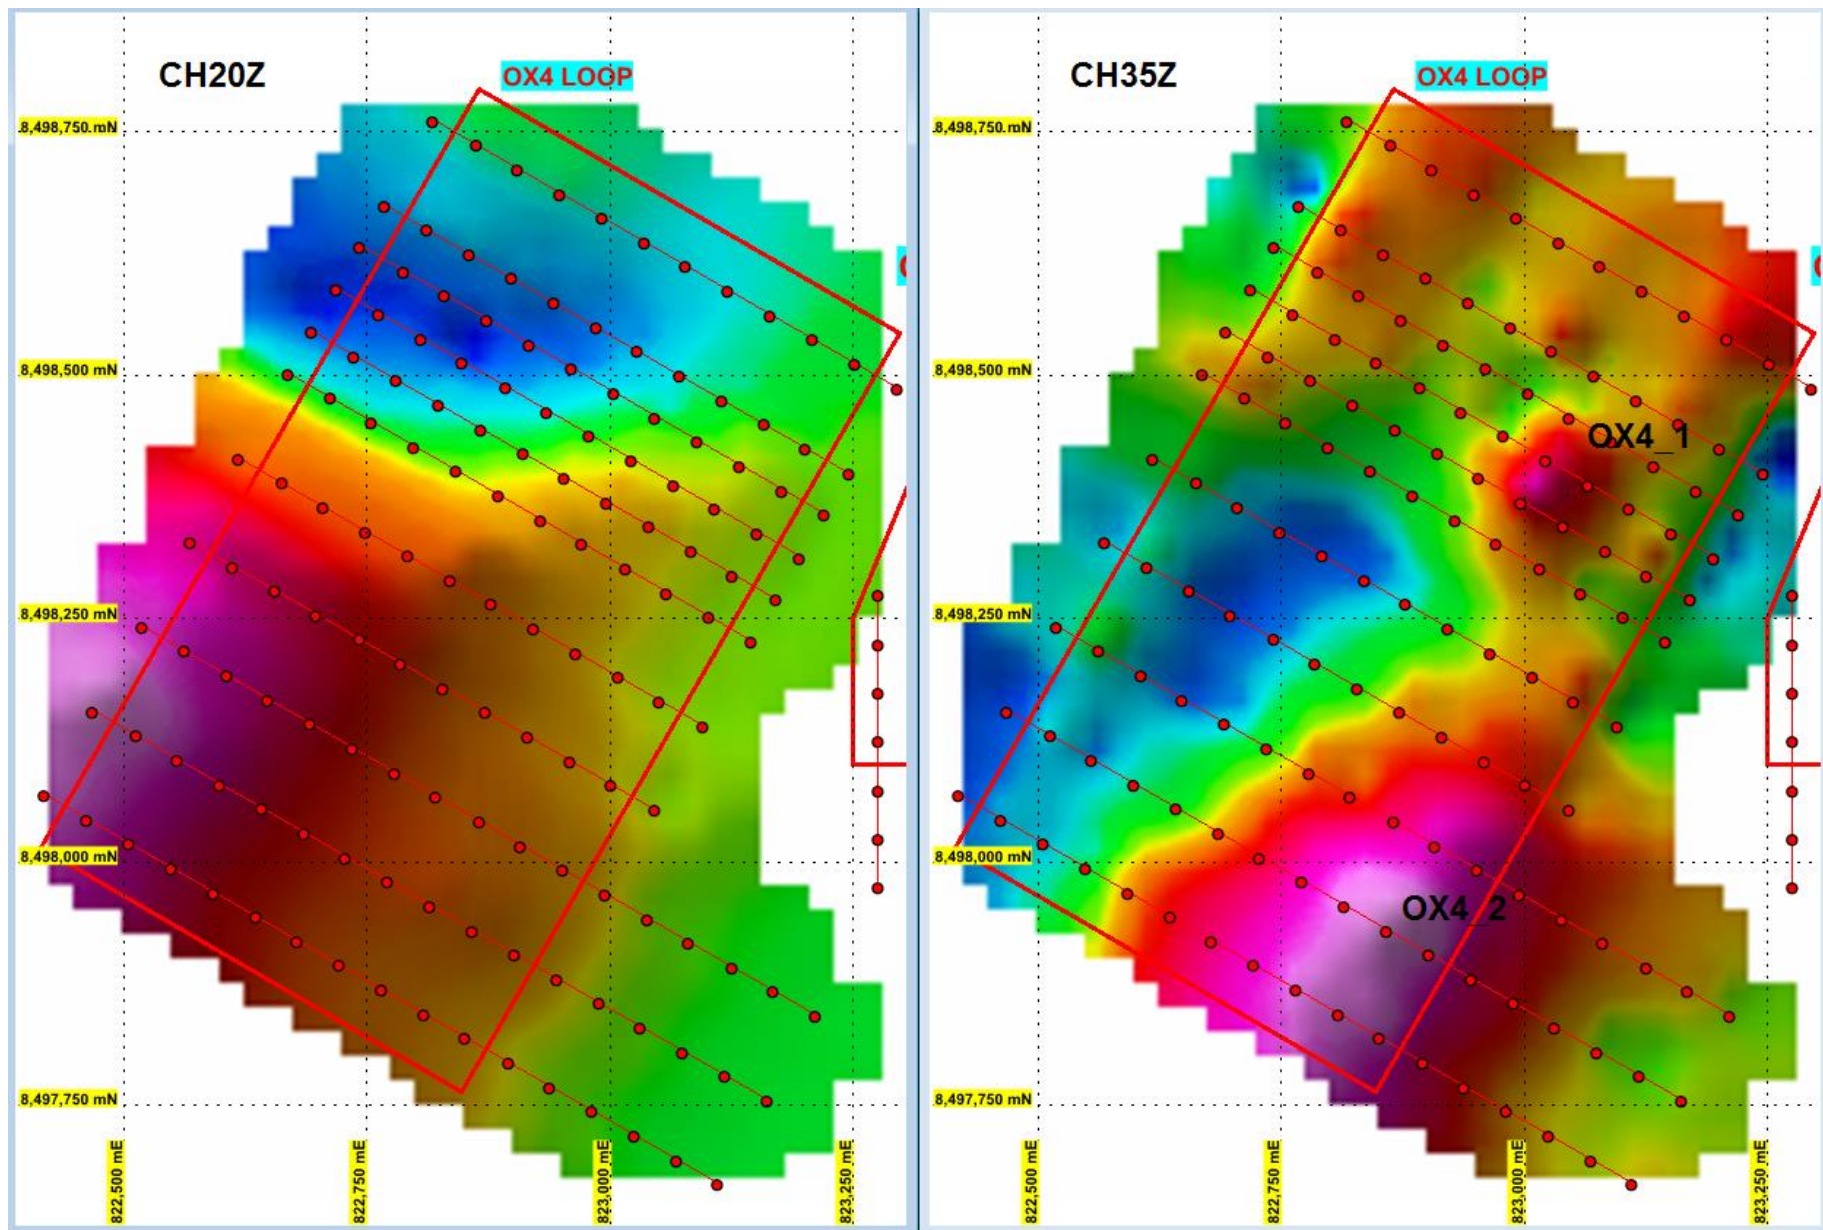 CH20Z
OX4 LOOP
8,498,750 mN
8,498,500 mN
8,498,250 mN
8,498,000 mN
8,497,750 mN
822,500 mE
822,750 mE
823,000 mE
823,250 mE
CH35Z
OX4 LOOP
8,498,750 mN
8,498,500 mN
OX4_1
8,498,250 mN
8,498,000 mN
OX4_2
8,497,750 mN
822,500 mE
822,750 mE
823,000 mE
823,250 mE